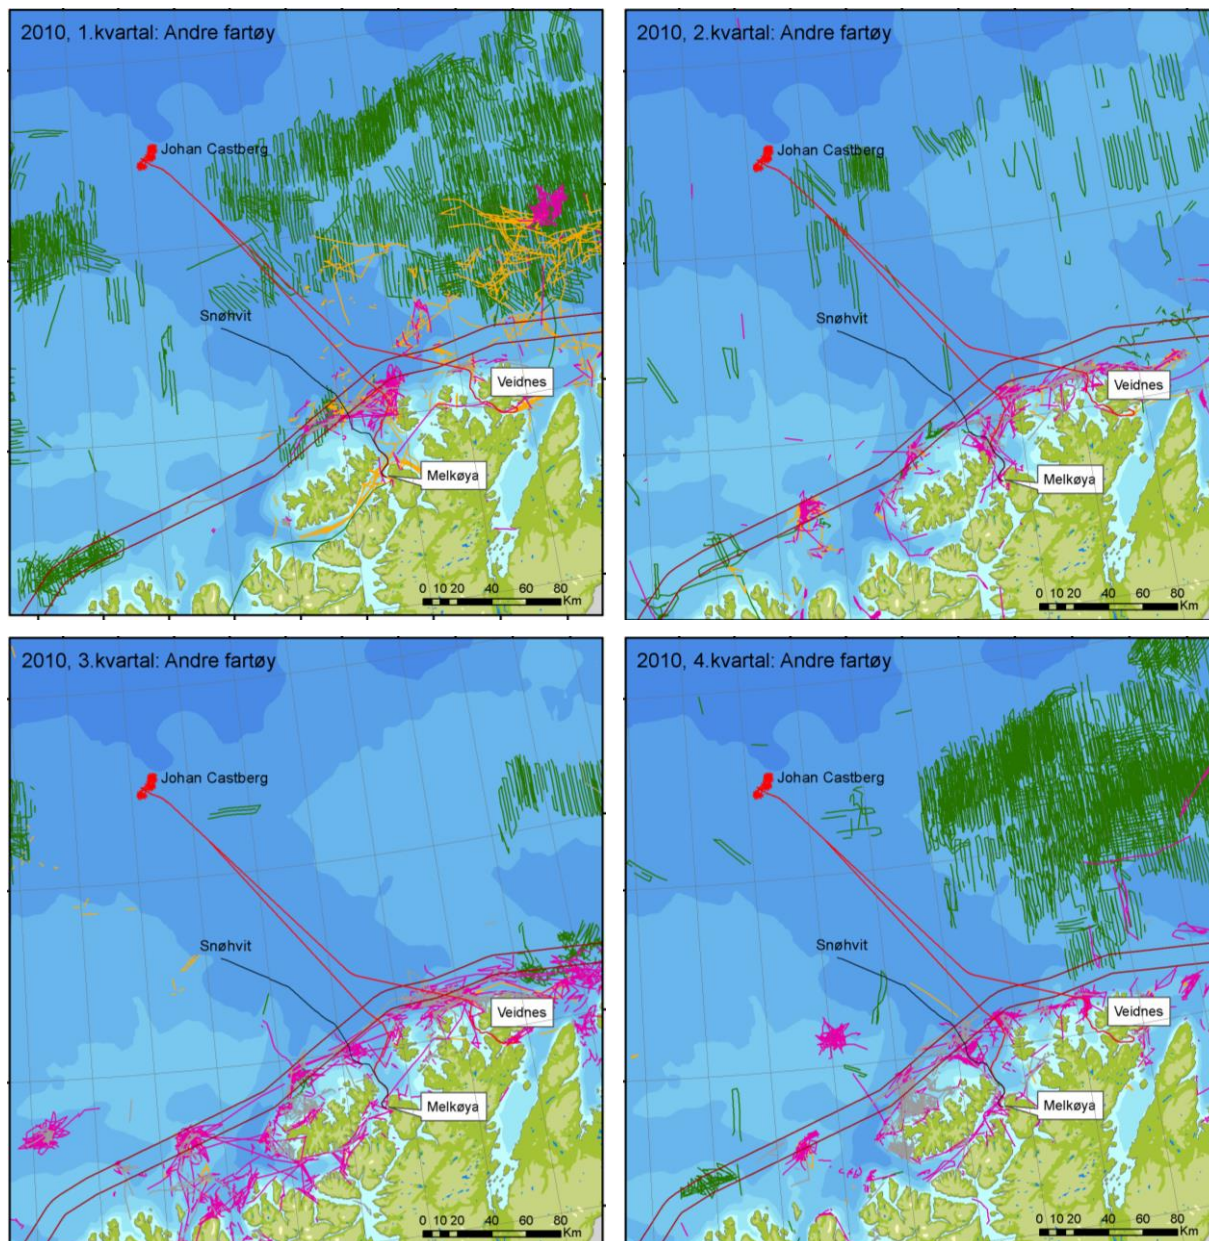 2010, 1.kvartal: Andre fartøy
Johan Castberg
Snøhvit
Veidnes
Melkøya
0 10 20 40 60 80
Km
2010, 2.kvartal: Andre fartøy
Johan Castberg
Snøhvit
Veidnes
Melkøya
0 10 20 40 60 80
Km
2010, 3.kvartal: Andre fartøy
Johan Castberg
Snøhvit
Veidnes
Melkøya
0 10 20 40 60 80
Km
2010, 4.kvartal: Andre fartøy
Johan Castberg
Snøhvit
Veidnes
Melkøya
0 10 20 40 60 80
Km